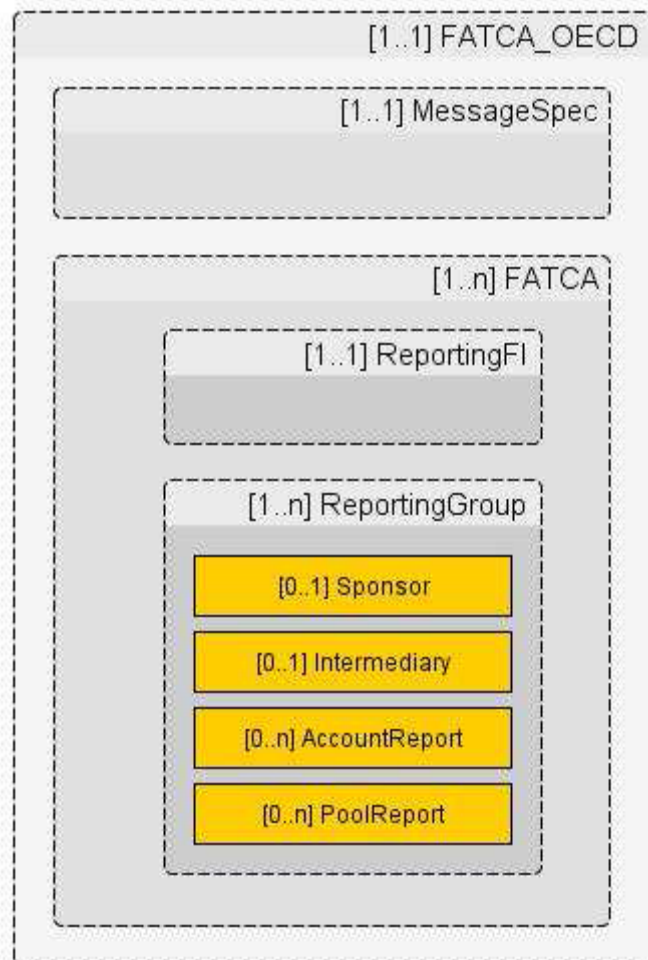 [1..1] FATCA_OECD
[1..1] MessageSpec
[1..n] FATCA
[1..1] ReportingFI
[1..n] ReportingGroup
[0..1] Sponsor
[0..1] Intermediary
[0..n] AccountReport
[0..n] PoolReport